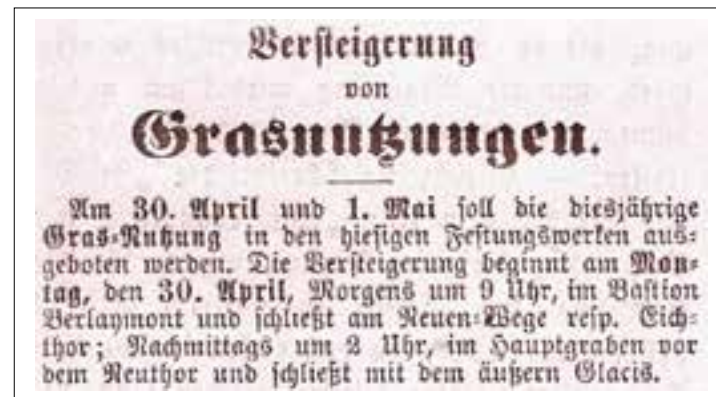 Versteigerung
von
Grasnutzungen.
Am 30. April und 1. Mai soll die diesjährige
Gras-Nutzung in den hiesigen Festungswerken aus-
geboten werden. Die Versteigerung beginnt am Mon-
tag, den 30. April, Morgens um 9 Uhr, im Bastion
Berlaymont und schließt am Neuen-Wege resp. Eich-
thor; Nachmittags um 2 Uhr, im Hauptgraben vor
dem Neuthor und schließt mit dem äußern Glacis.